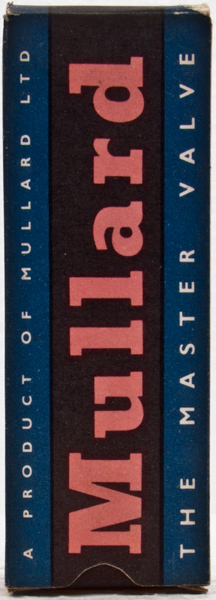 A PRODUCT OF MULLARD LTD
Mullard
THE MASTER VALVE